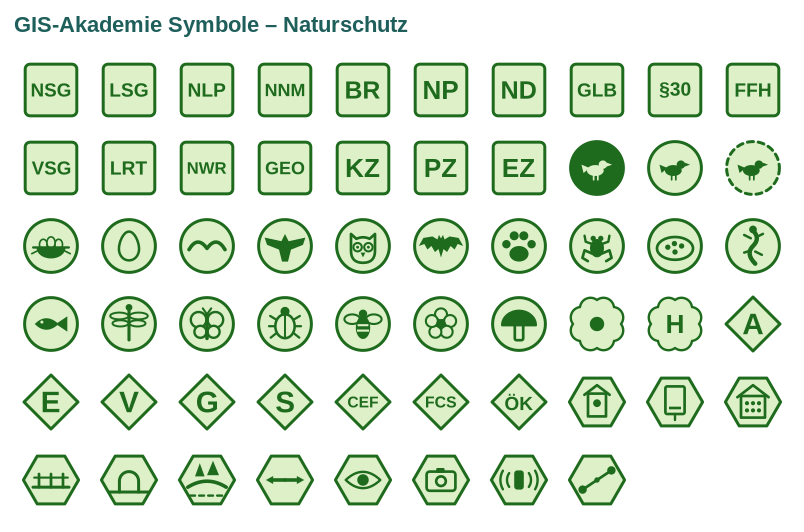 GIS-Akademie Symbole – Naturschutz
NSG LSG NLP NNM BR NP ND GLB §30 FFH
VSG LRT NWR GEO KZ PZ EZ
H A
E V G S CEF FCS ÖK